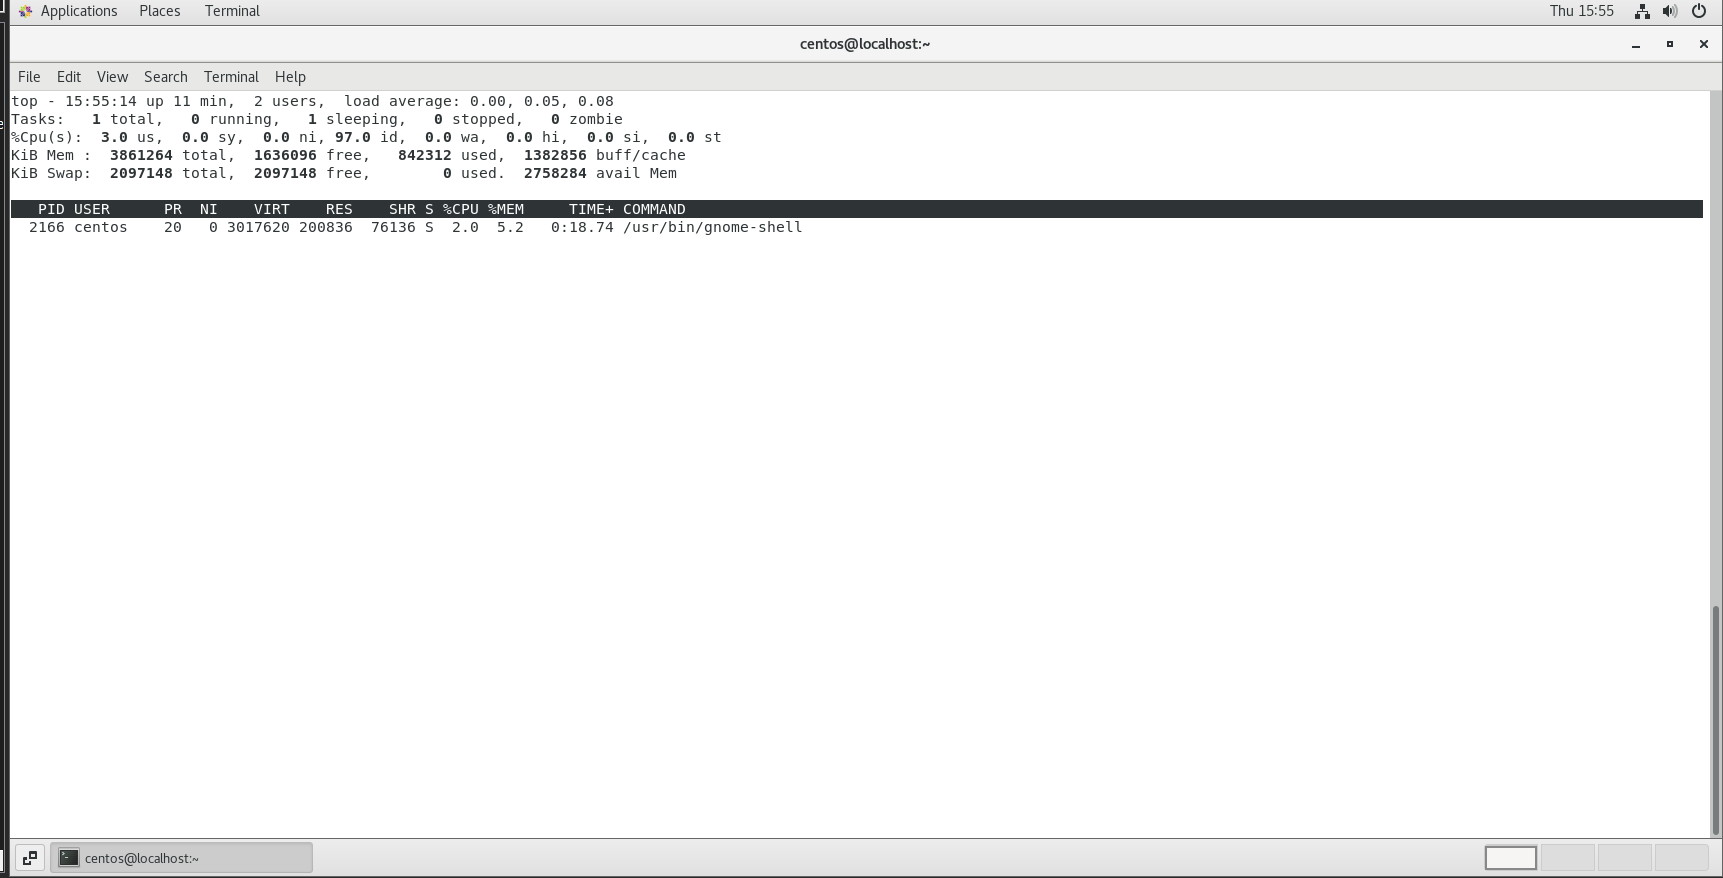 Applications Places Terminal Thu 15:55
centos@localhost:~
File Edit View Search Terminal Help
top - 15:55:14 up 11 min,  2 users,  load average: 0.00, 0.05, 0.08
Tasks:   1 total,   0 running,   1 sleeping,   0 stopped,   0 zombie
%Cpu(s):  3.0 us,  0.0 sy,  0.0 ni, 97.0 id,  0.0 wa,  0.0 hi,  0.0 si,  0.0 st
KiB Mem :  3861264 total,  1636096 free,   842312 used,  1382856 buff/cache
KiB Swap:  2097148 total,  2097148 free,        0 used.  2758284 avail Mem
PID USER      PR  NI    VIRT    RES    SHR S %CPU %MEM     TIME+ COMMAND
2166 centos    20   0 3017620 200836  76136 S  2.0  5.2   0:18.74 /usr/bin/gnome-shell
centos@localhost:~